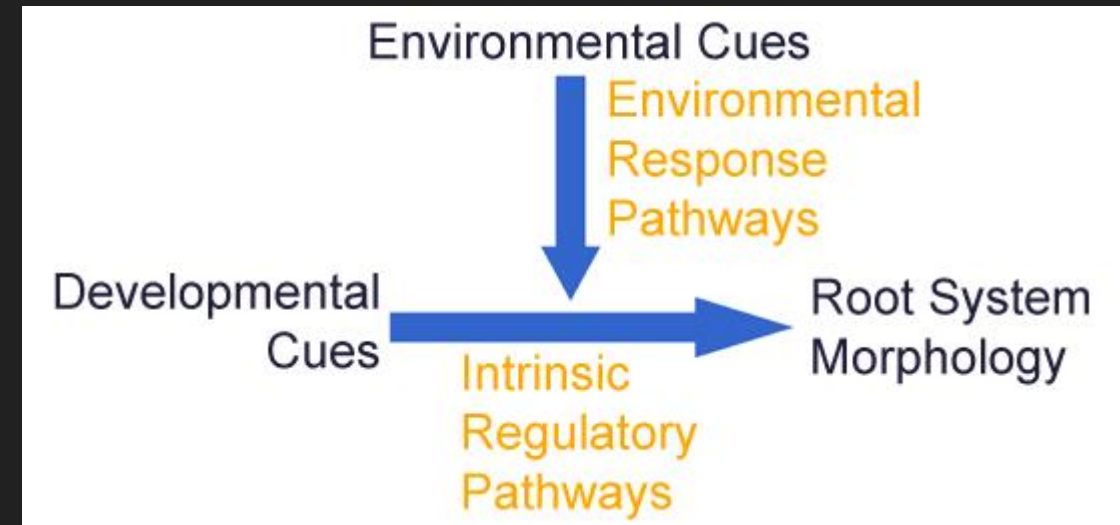 Environmental Cues
Environmental
Response
Pathways
Developmental
Cues
Root System
Morphology
Intrinsic
Regulatory
Pathways